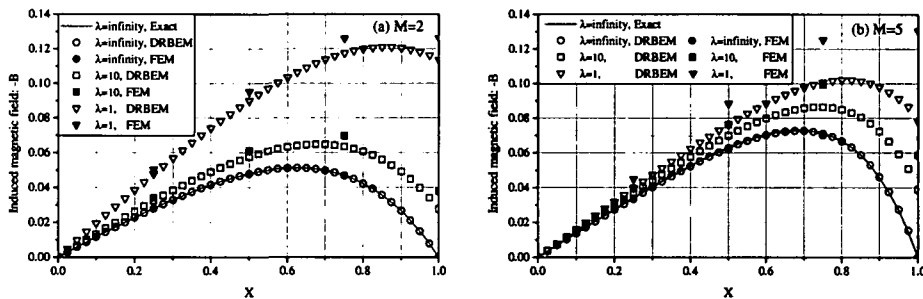 λ=infinity, Exact
λ=infinity, DRBEM
λ=infinity, FEM
λ=10, DRBEM
λ=10, FEM
λ=1, DRBEM
λ=1, FEM
(a) M=2
Induced magnetic field: -B
0.14
0.12
0.10
0.08
0.06
0.04
0.02
0.00
0.0 0.2 0.4 0.6 0.8 1.0
X
λ=infinity, Exact
λ=infinity, DRBEM λ=infinity, FEM
λ=10, DRBEM λ=10, FEM
λ=1, DRBEM λ=1, FEM
(b) M=5
Induced magnetic field: -B
0.14
0.12
0.10
0.08
0.06
0.04
0.02
0.00
0.0 0.2 0.4 0.6 0.8 1.0
X